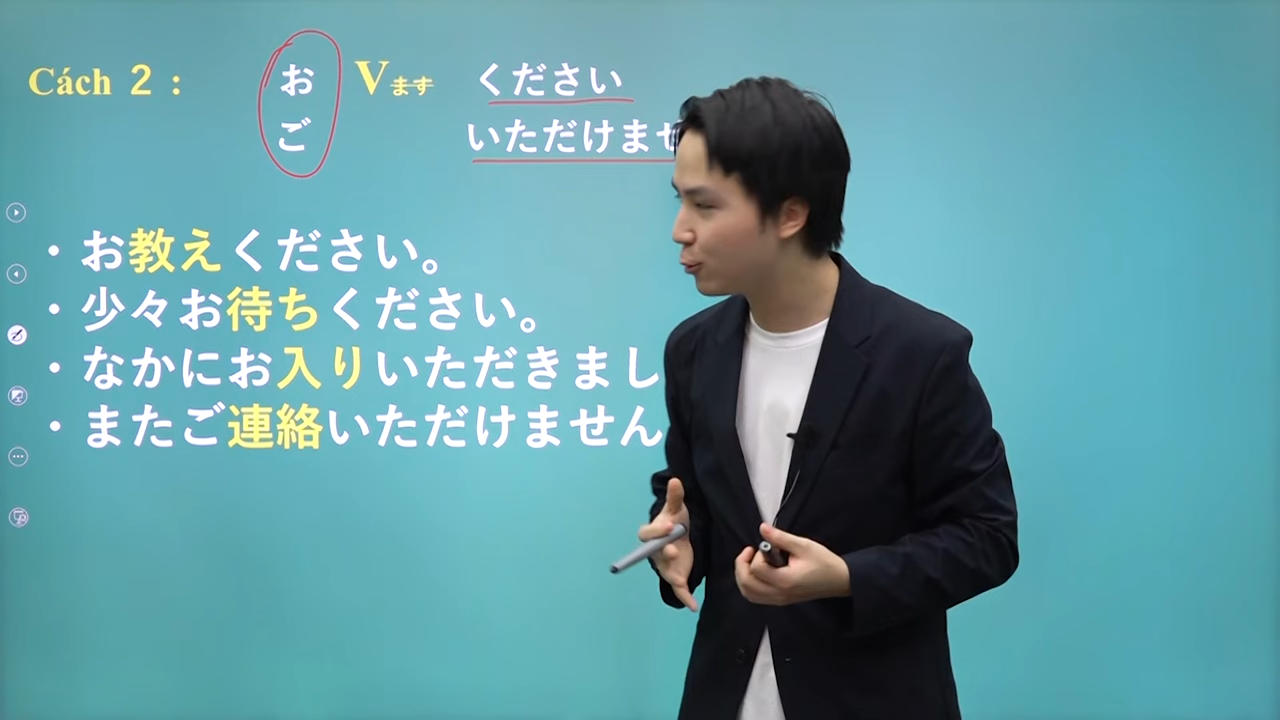 Cách 2 : お Vます ください
ご いただけませ
・お教えください。
・少々お待ちください。
・なかにお入りいただきまし
・またご連絡いただけません